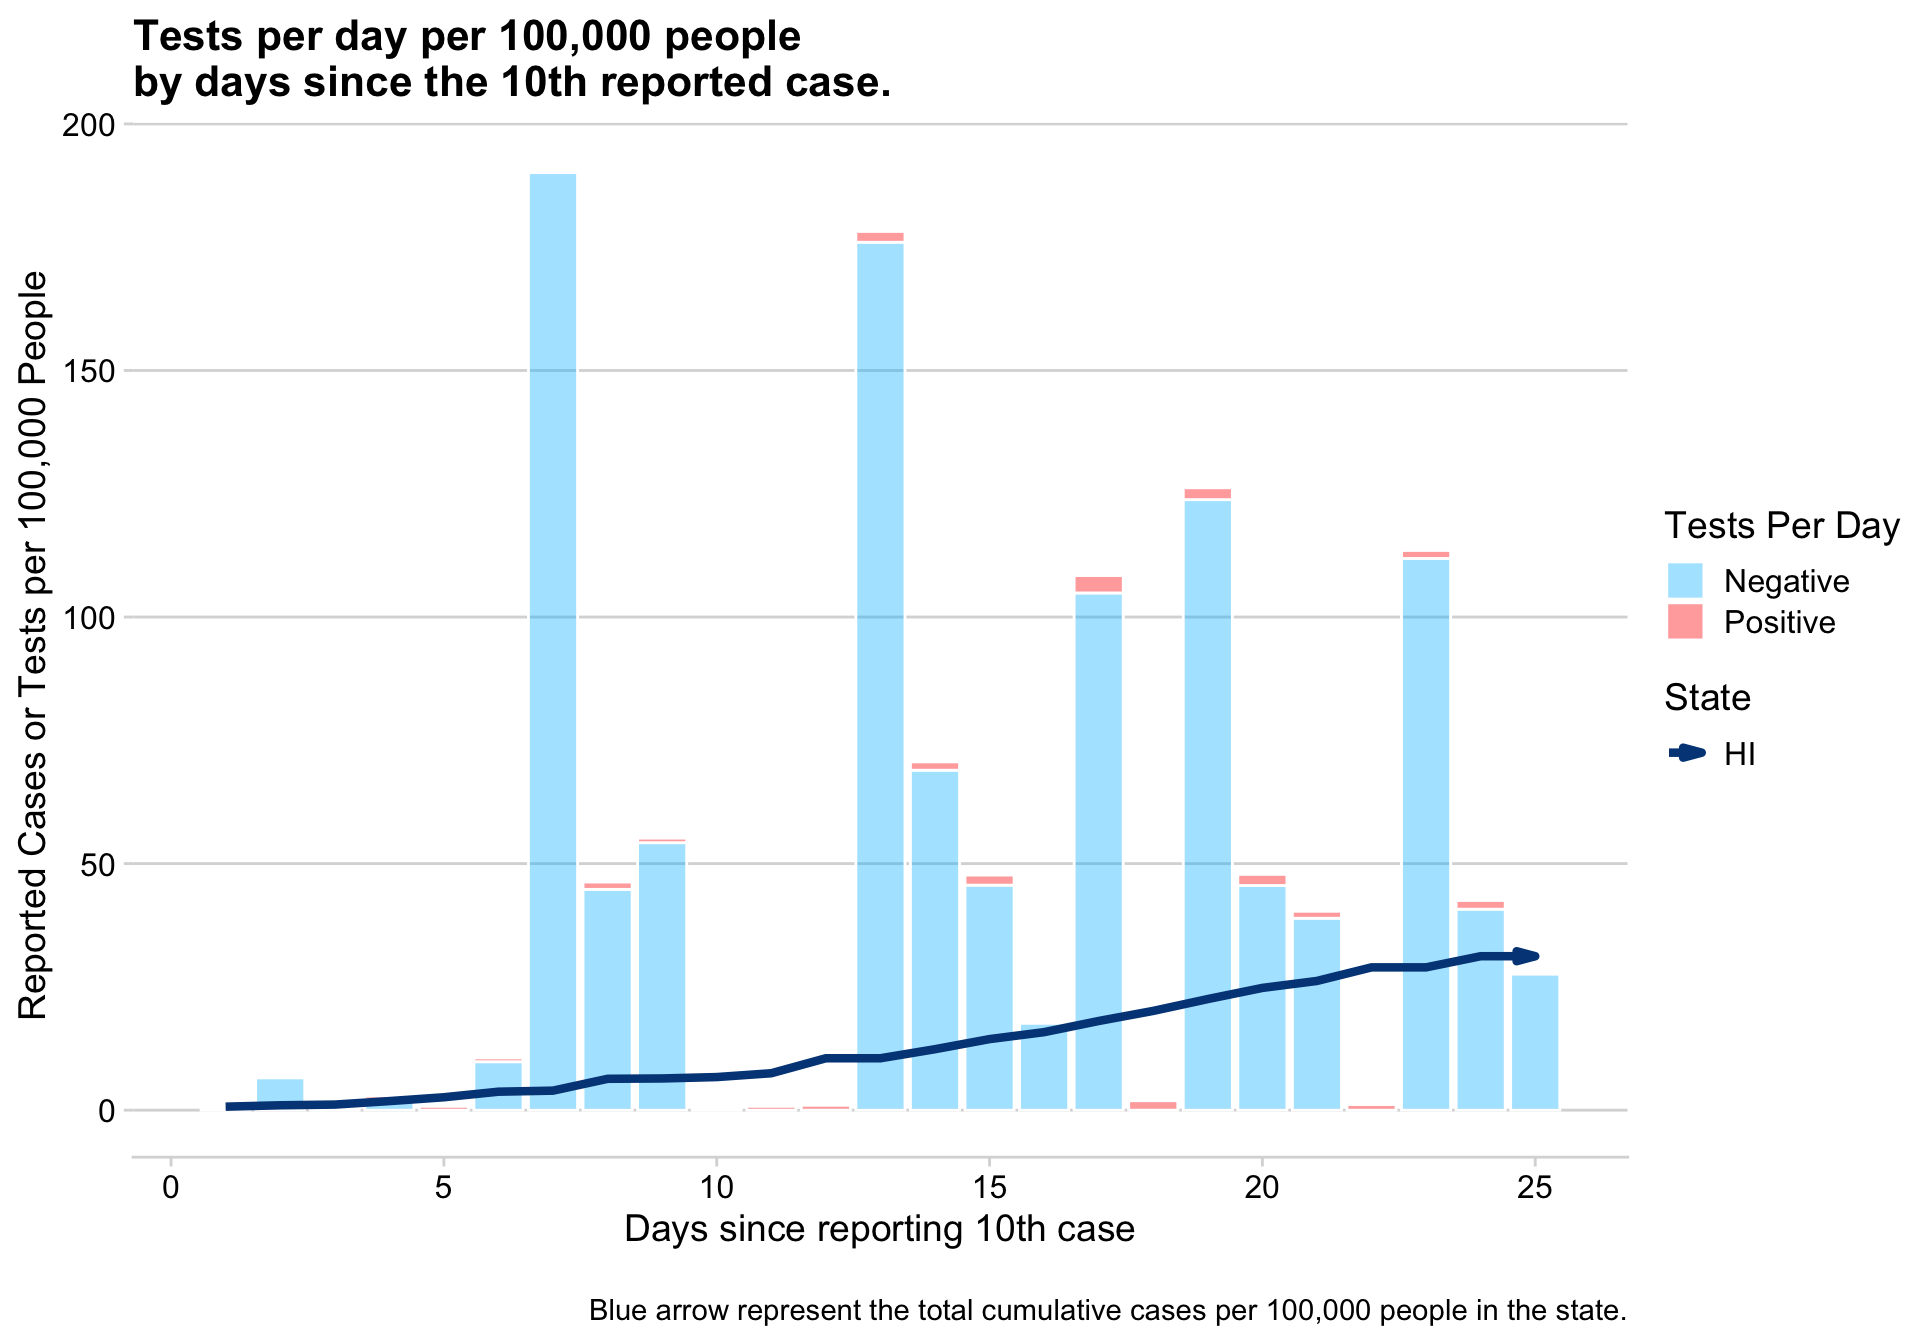 Tests per day per 100,000 people
by days since the 10th reported case.
Reported Cases or Tests per 100,000 People
200
150
100
50
0
0 5 10 15 20 25
Days since reporting 10th case
Tests Per Day
Negative
Positive
State
HI
Blue arrow represent the total cumulative cases per 100,000 people in the state.